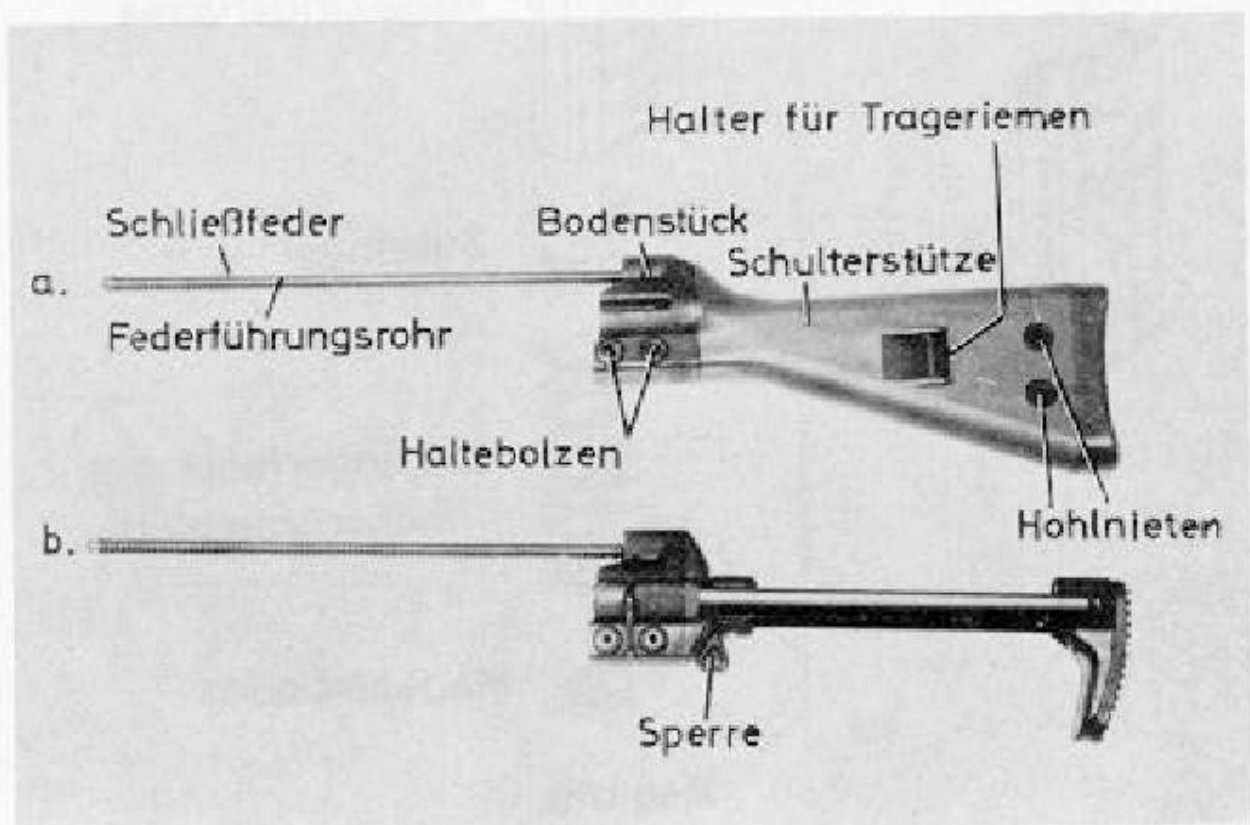 Halter für Trageriemen
Schließfeder
Bodenstück
Schulterstütze
a.
Federführungsrohr
Haltebolzen
Hohlnieten
b.
Sperre